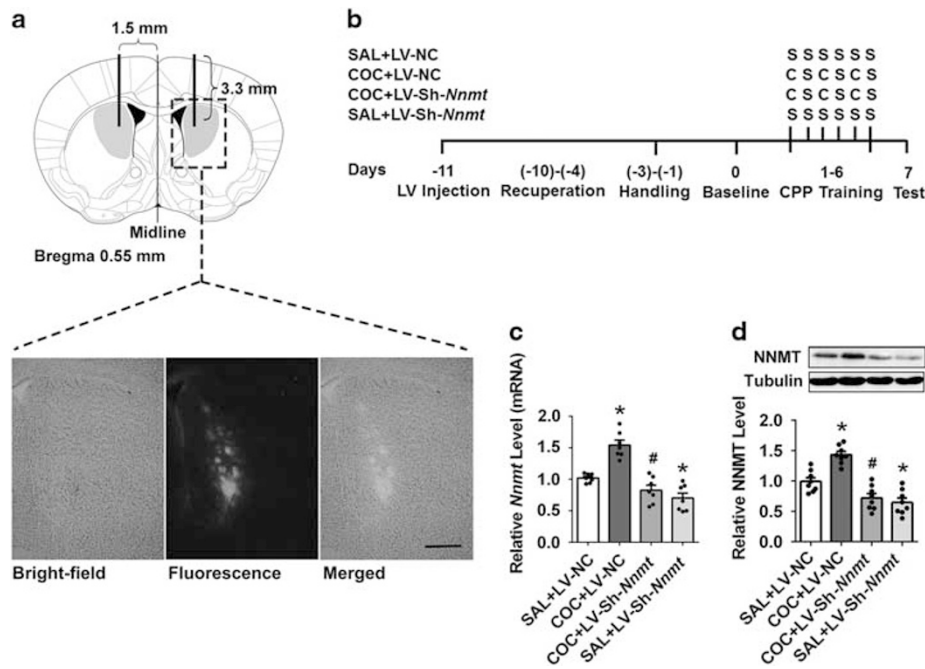 a
1.5 mm
3.3 mm
Midline
Bregma 0.55 mm
Bright-field
Fluorescence
Merged
b
SAL+LV-NC S S S S S S
COC+LV-NC C S C S C S
COC+LV-Sh-Nnmt C S C S C S
SAL+LV-Sh-Nnmt S S S S S S
Days -11 (-10)-(-4) (-3)-(-1) 0 1-6 7
LV Injection Recuperation Handling Baseline CPP Training Test
c
Relative Nnmt Level (mRNA)
2.0
1.5
1.0
0.5
0.0
*
#
*
SAL+LV-NC
COC+LV-NC
COC+LV-Sh-Nnmt
SAL+LV-Sh-Nnmt
d
NNMT
Tubulin
Relative NNMT Level
2.0
1.5
1.0
0.5
0.0
*
#
*
SAL+LV-NC
COC+LV-NC
COC+LV-Sh-Nnmt
SAL+LV-Sh-Nnmt